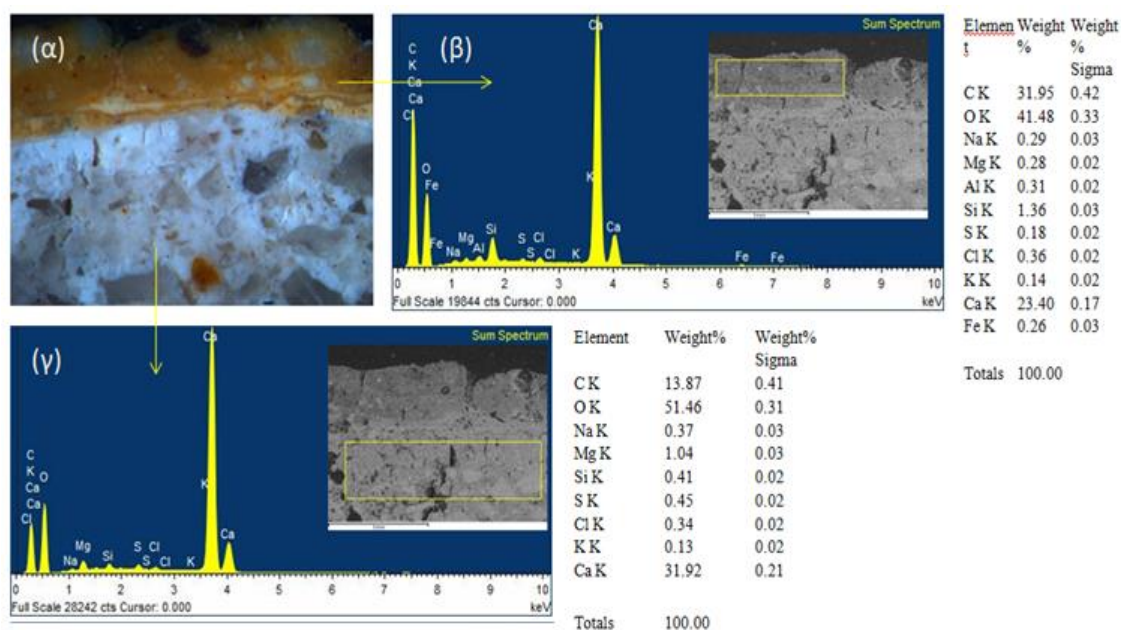 (α)
(β)
Sum Spectrum
Ca
C
K
Ca
Ca
Cl
O
Fe
Fe
Na
Mg
Al
Si
S
S
Cl
Cl
K
K
Ca
Fe
Fe
0 1 2 3 4 5 6 7 8 9 10
Full Scale 19844 cts Cursor: 0.000
keV
Elemen Weight Weight
t % %
Sigma
C K 31.95 0.42
O K 41.48 0.33
Na K 0.29 0.03
Mg K 0.28 0.02
Al K 0.31 0.02
Si K 1.36 0.03
S K 0.18 0.02
Cl K 0.36 0.02
K K 0.14 0.02
Ca K 23.40 0.17
Fe K 0.26 0.03
Totals 100.00
(γ)
Sum Spectrum
Ca
C
K
Ca
Ca
Cl
O
Na
Mg
Si
S
S
Cl
Cl
K
K
Ca
0 1 2 3 4 5 6 7 8 9 10
Full Scale 28242 cts Cursor: 0.000
keV
Element Weight% Weight%
Sigma
C K 13.87 0.41
O K 51.46 0.31
Na K 0.37 0.03
Mg K 1.04 0.03
Si K 0.41 0.02
S K 0.45 0.02
Cl K 0.34 0.02
K K 0.13 0.02
Ca K 31.92 0.21
Totals 100.00